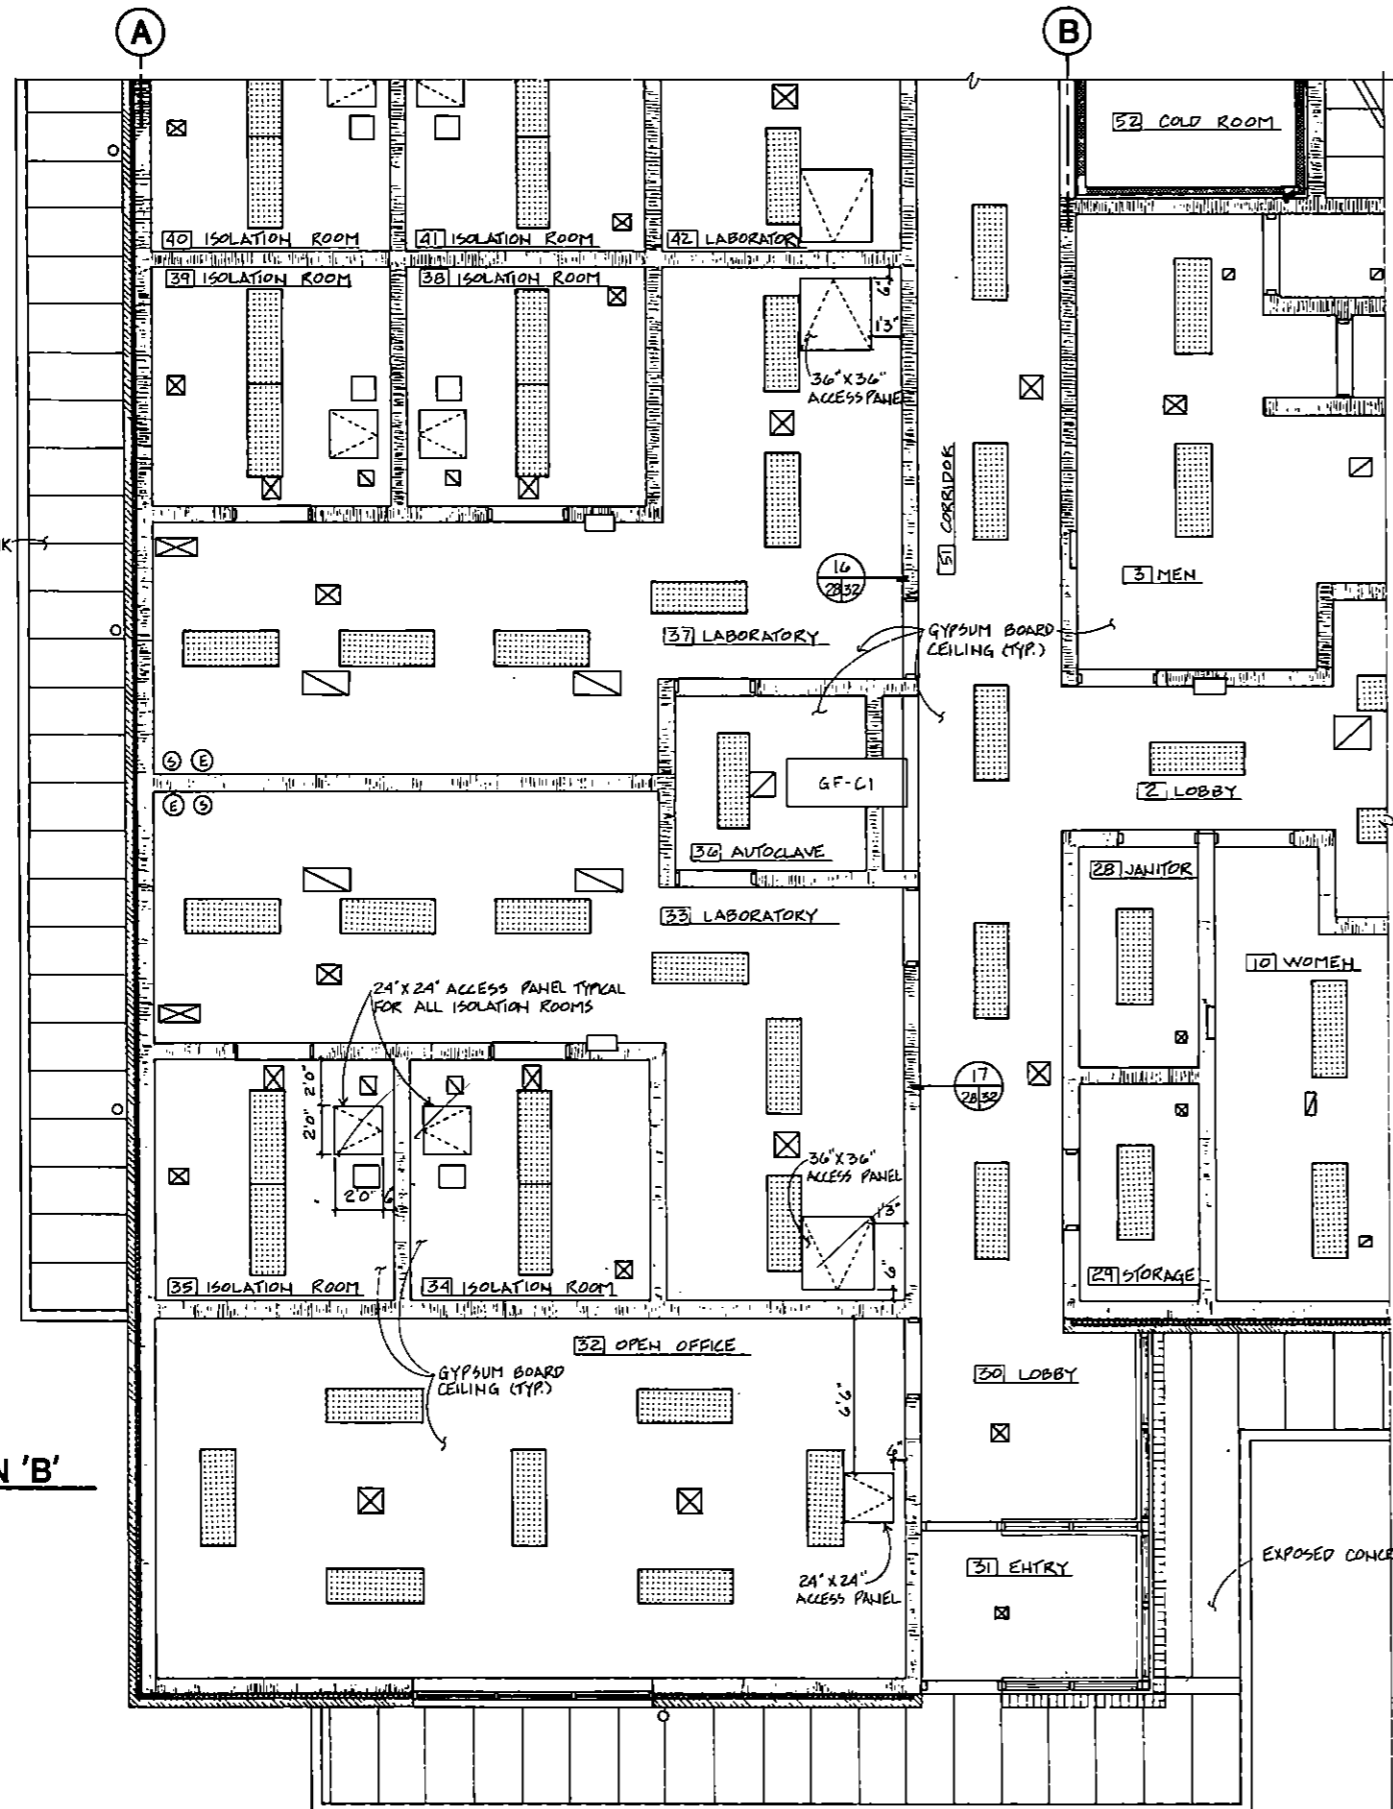 A
B
52 COLD ROOM
40 ISOLATION ROOM
41 ISOLATION ROOM
42 LABORATORY
39 ISOLATION ROOM
38 ISOLATION ROOM
6"
1'3"
36"X36"
ACCESS PANEL
51 CORRIDOR
K
16
28 32
3 MEN
37 LABORATORY
GYPSUM BOARD
CEILING (TYP.)
S E
GF-C1
2 LOBBY
E S
36 AUTOCLAVE
28 JANITOR
33 LABORATORY
10 WOMEN
24"X24" ACCESS PANEL TYPICAL
FOR ALL ISOLATION ROOMS
17
28 32
2'0"
2'0"
2'0" 6"
36"X36"
ACCESS PANEL
1'3"
6"
35 ISOLATION ROOM
34 ISOLATION ROOM
29 STORAGE
32 OPEN OFFICE
GYPSUM BOARD
CEILING (TYP.)
30 LOBBY
6'6"
6"
N 'B'
24"X24"
ACCESS PANEL
31 ENTRY
EXPOSED CONCR